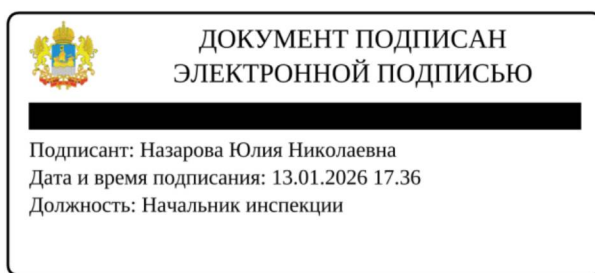 ДОКУМЕНТ ПОДПИСАН
ЭЛЕКТРОННОЙ ПОДПИСЬЮ
Подписант: Назарова Юлия Николаевна
Дата и время подписания: 13.01.2026 17.36
Должность: Начальник инспекции